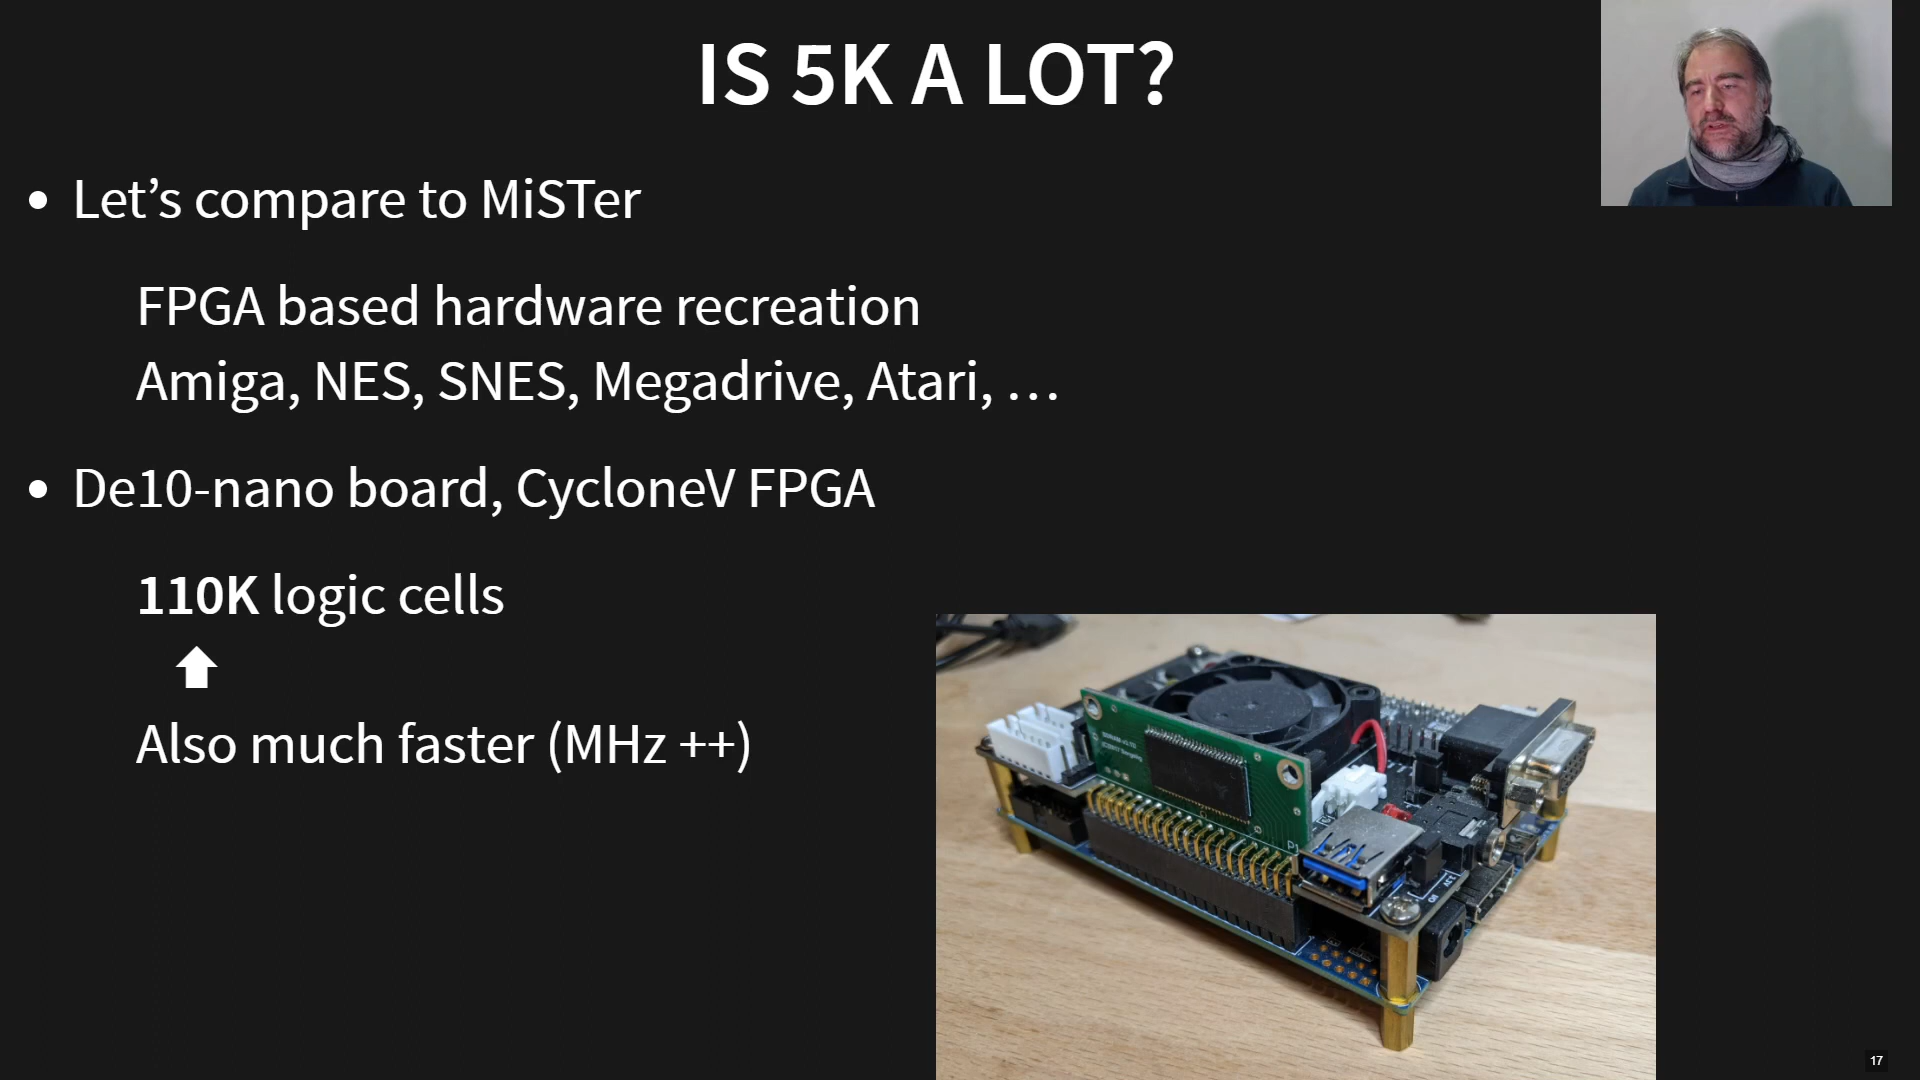 IS 5K A LOT?
• Let’s compare to MiSTer
FPGA based hardware recreation
Amiga, NES, SNES, Megadrive, Atari, …
• De10-nano board, CycloneV FPGA
110K logic cells
Also much faster (MHz ++)
17